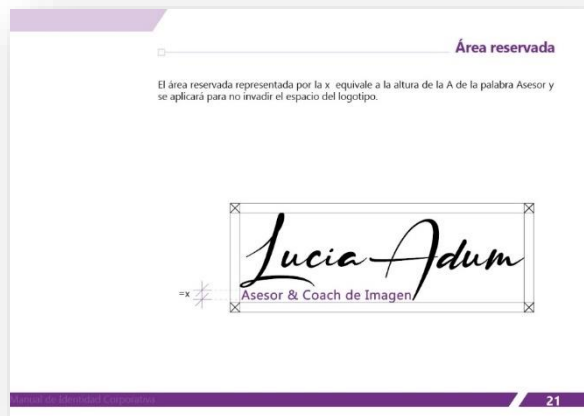 Área reservada
El área reservada representada por la x equivale a la altura de la A de la palabra Asesor y
se aplicará para no invadir el espacio del logotipo.
Lucia Adum
=x
Asesor & Coach de Imagen
Manual de Identidad Corporativa
21